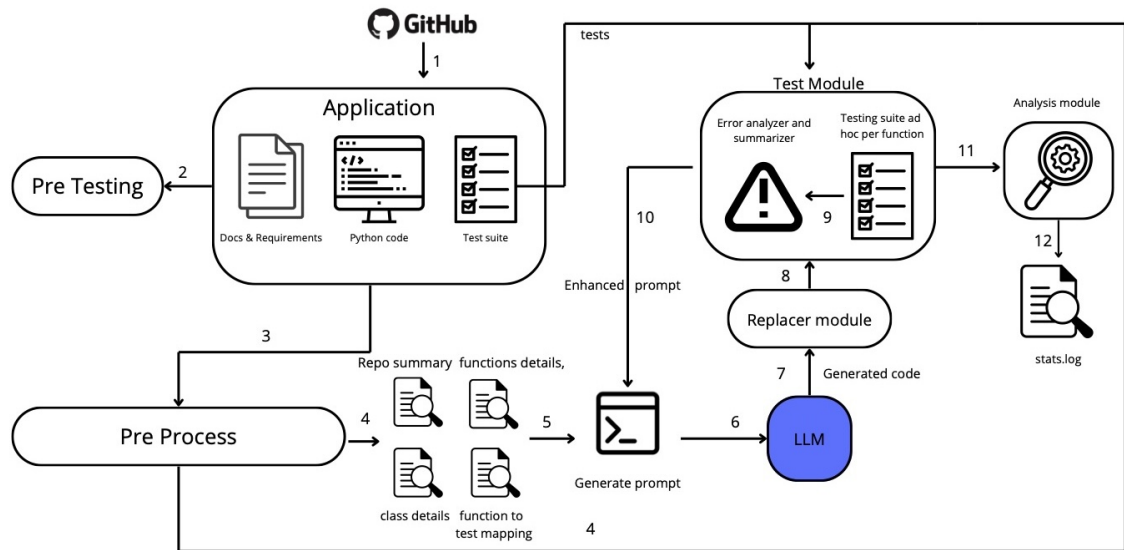 GitHub
tests
1
Test Module
Application
Analysis module
Error analyzer and
summarizer
Testing suite ad
hoc per function
</>
11
2
Pre Testing
10
9
12
Docs & Requirements
Python code
Test suite
8
Enhanced prompt
Replacer module
3
stats.log
Repo summary
functions details,
7
Generated code
4
5
6
Pre Process
LLM
Generate prompt
class details
function to
test mapping
4